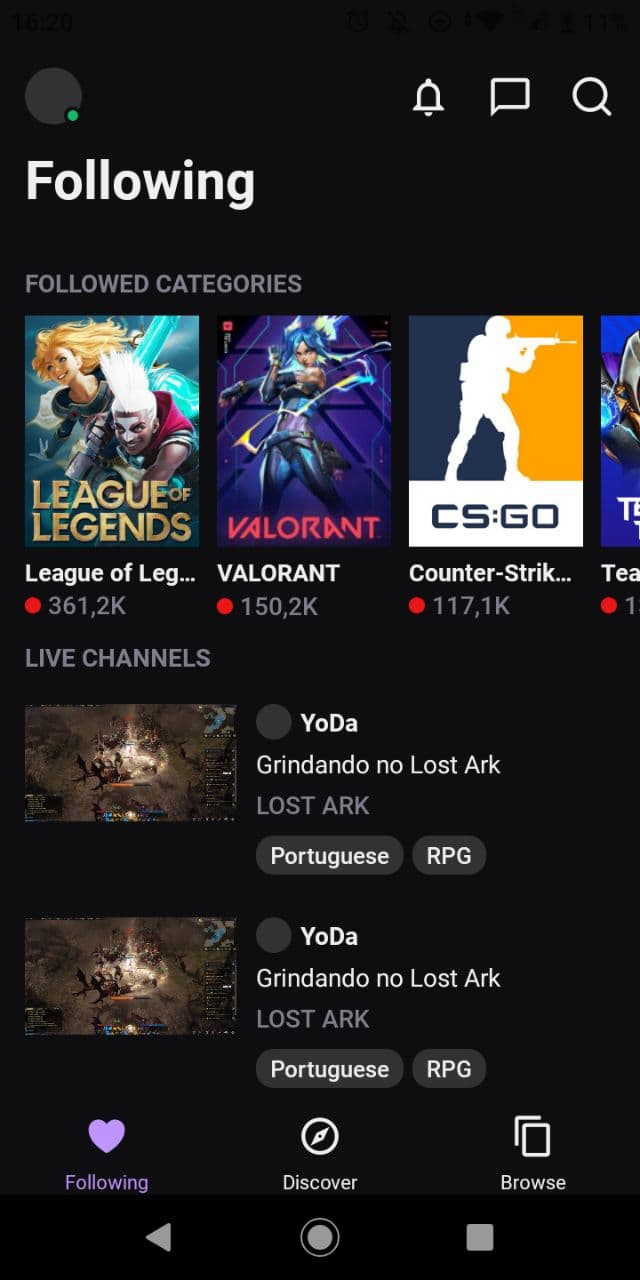 16:20
11%
Following
FOLLOWED CATEGORIES
LEAGUE OF
LEGENDS
VALORANT
CS:GO
League of Leg...
VALORANT
Counter-Strik...
Tea
361,2K
150,2K
117,1K
LIVE CHANNELS
YoDa
Grindando no Lost Ark
LOST ARK
Portuguese
RPG
YoDa
Grindando no Lost Ark
LOST ARK
Portuguese
RPG
Following
Discover
Browse